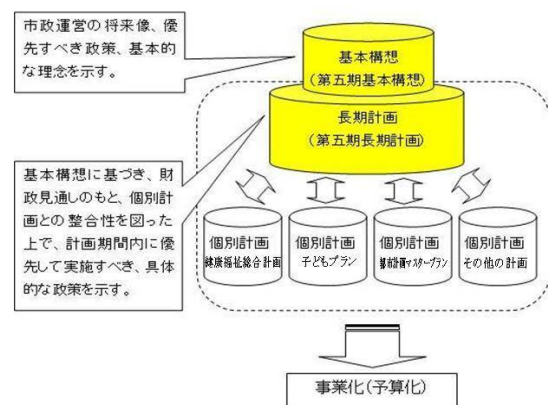 市政運営の将来像、優
先すべき政策、基本的
な理念を示す。
基本構想
（第五期基本構想）
長期計画
（第五期長期計画）
基本構想に基づき、財
政見通しのもと、個別計
画との整合性を図った
上で、計画期間内に優
先して実施すべき、具体
的な政策を示す。
個別計画
健康福祉総合計画
個別計画
子どもプラン
個別計画
都市計画マスタープラン
個別計画
その他の計画
事業化（予算化）